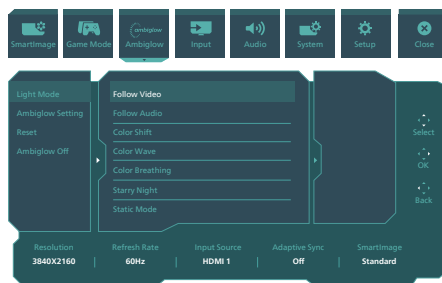 ambiglow
SmartImage Game Mode Ambiglow Input Audio System Setup Close
Light Mode
Ambiglow Setting
Reset
Ambiglow Off
Follow Video
Follow Audio
Color Shift
Color Wave
Color Breathing
Starry Night
Static Mode
Select
OK
Back
Resolution Refresh Rate Input Source Adaptive Sync SmartImage
3840X2160 | 60Hz | HDMI 1 | Off | Standard